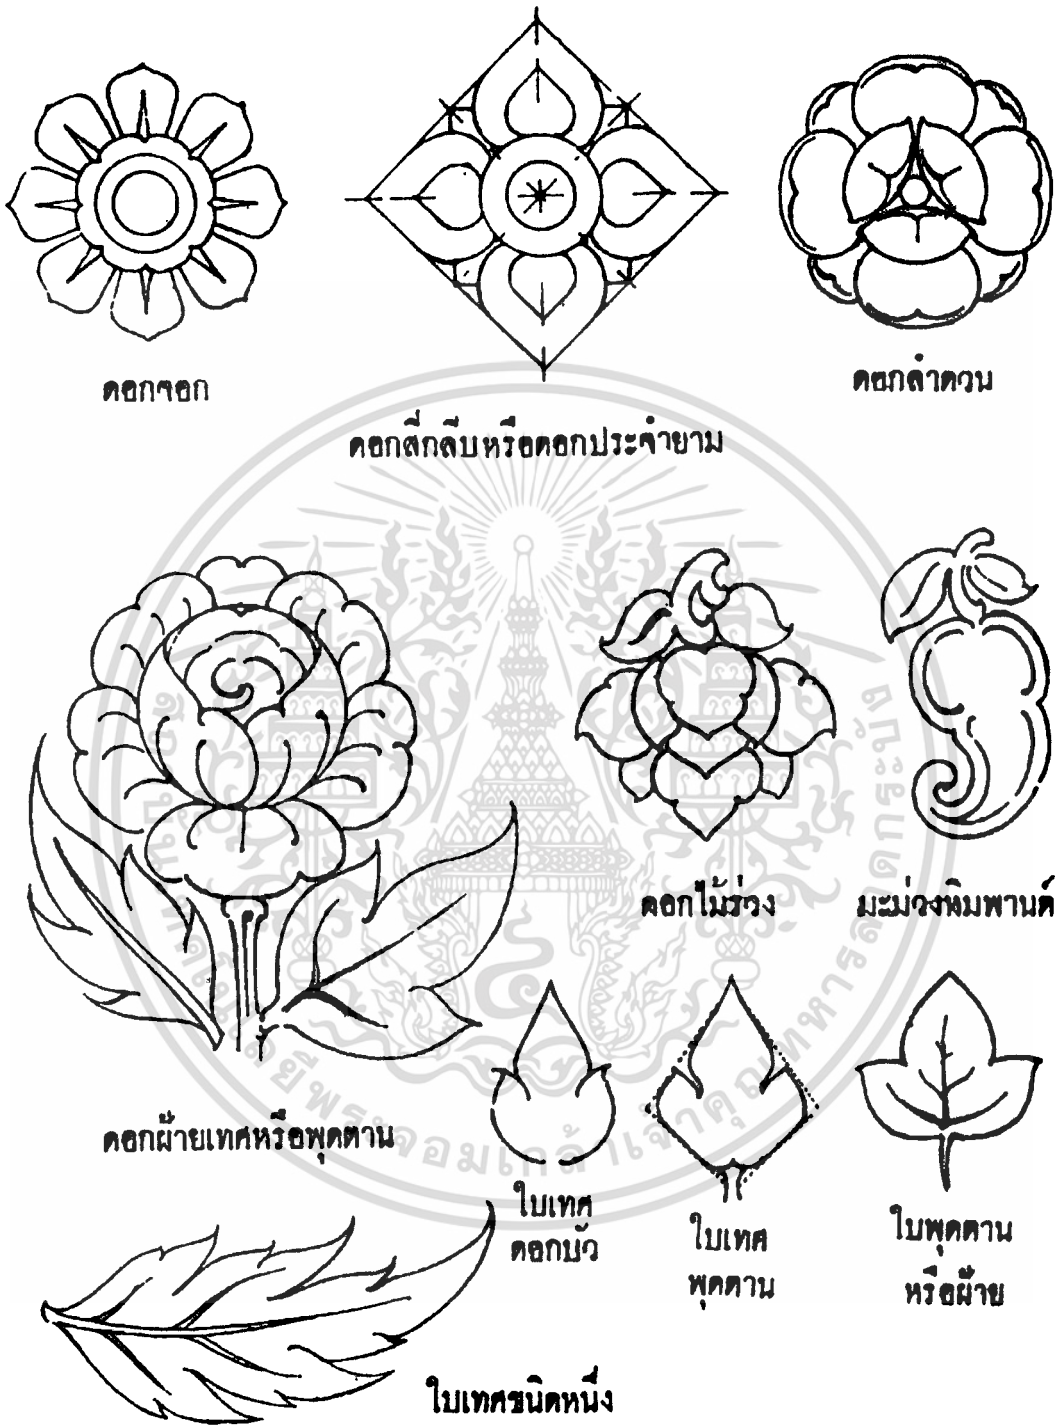 ดอกจอก
ดอกสี่กลีบหรือดอกประจำยาม
ดอกลำดวน
ดอกไม้ร่วง
มะม่วงหิมพานต์
ดอกฝ้ายเทศหรือพุดตาน
ใบเทศ
ดอกบัว
ใบเทศ
พุดตาน
ใบพุดตาน
หรือฝ้าย
ใบเทศชนิดหนึ่ง